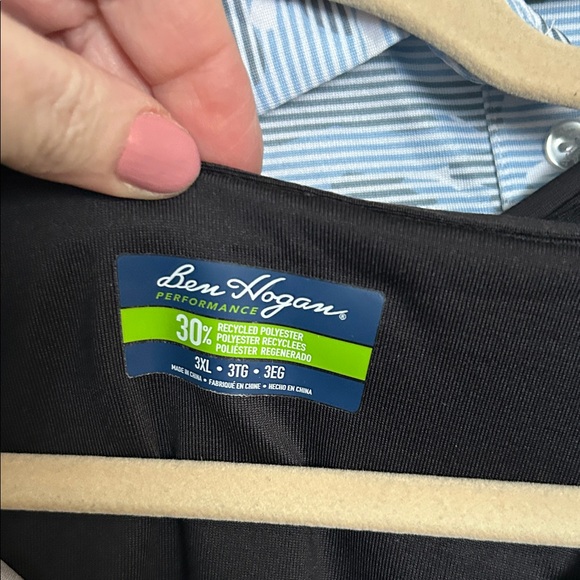 Ben Hogan®
PERFORMANCE
30% RECYCLED POLYESTER
POLYESTER RECYCLEES
POLIÉSTER REGENERADO
3XL • 3TG • 3EG
MADE IN CHINA • FABRIQUÉ EN CHINE • HECHO EN CHINA